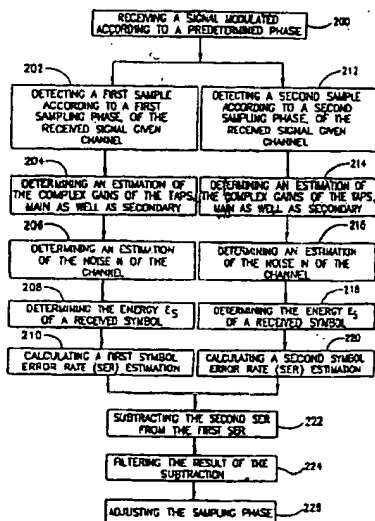 RECEIVING A SIGNAL MODULATED
ACCORDING TO A PREDETERMINED PHASE
200
202
DETECTING A FIRST SAMPLE
ACCORDING TO A FIRST
SAMPLING PHASE, OF THE
RECEIVED SIGNAL GIVEN
CHANNEL
204
DETERMINING AN ESTIMATION OF
THE COMPLEX GAINS OF THE TAPS,
MAIN AS WELL AS SECONDARY
206
DETERMINING AN ESTIMATION
OF THE NOISE N OF THE
CHANNEL
208
DETERMINING THE ENERGY ES
OF A RECEIVED SYMBOL
210
CALCULATING A FIRST SYMBOL
ERROR RATE (SER) ESTIMATION
212
DETECTING A SECOND SAMPLE
ACCORDING TO A SECOND
SAMPLING PHASE, OF THE
RECEIVED SIGNAL GIVEN
CHANNEL
214
DETERMINING AN ESTIMATION OF
THE COMPLEX GAINS OF THE TAPS,
MAIN AS WELL AS SECONDARY
216
DETERMINING AN ESTIMATION
OF THE NOISE N OF THE
CHANNEL
218
DETERMINING THE ENERGY ES
OF A RECEIVED SYMBOL
220
CALCULATING A SECOND SYMBOL
ERROR RATE (SER) ESTIMATION
SUBTRACTING THE SECOND SER
FROM THE FIRST SER
222
FILTERING THE RESULT OF THE
SUBTRACTION
224
ADJUSTING THE SAMPLING PHASE